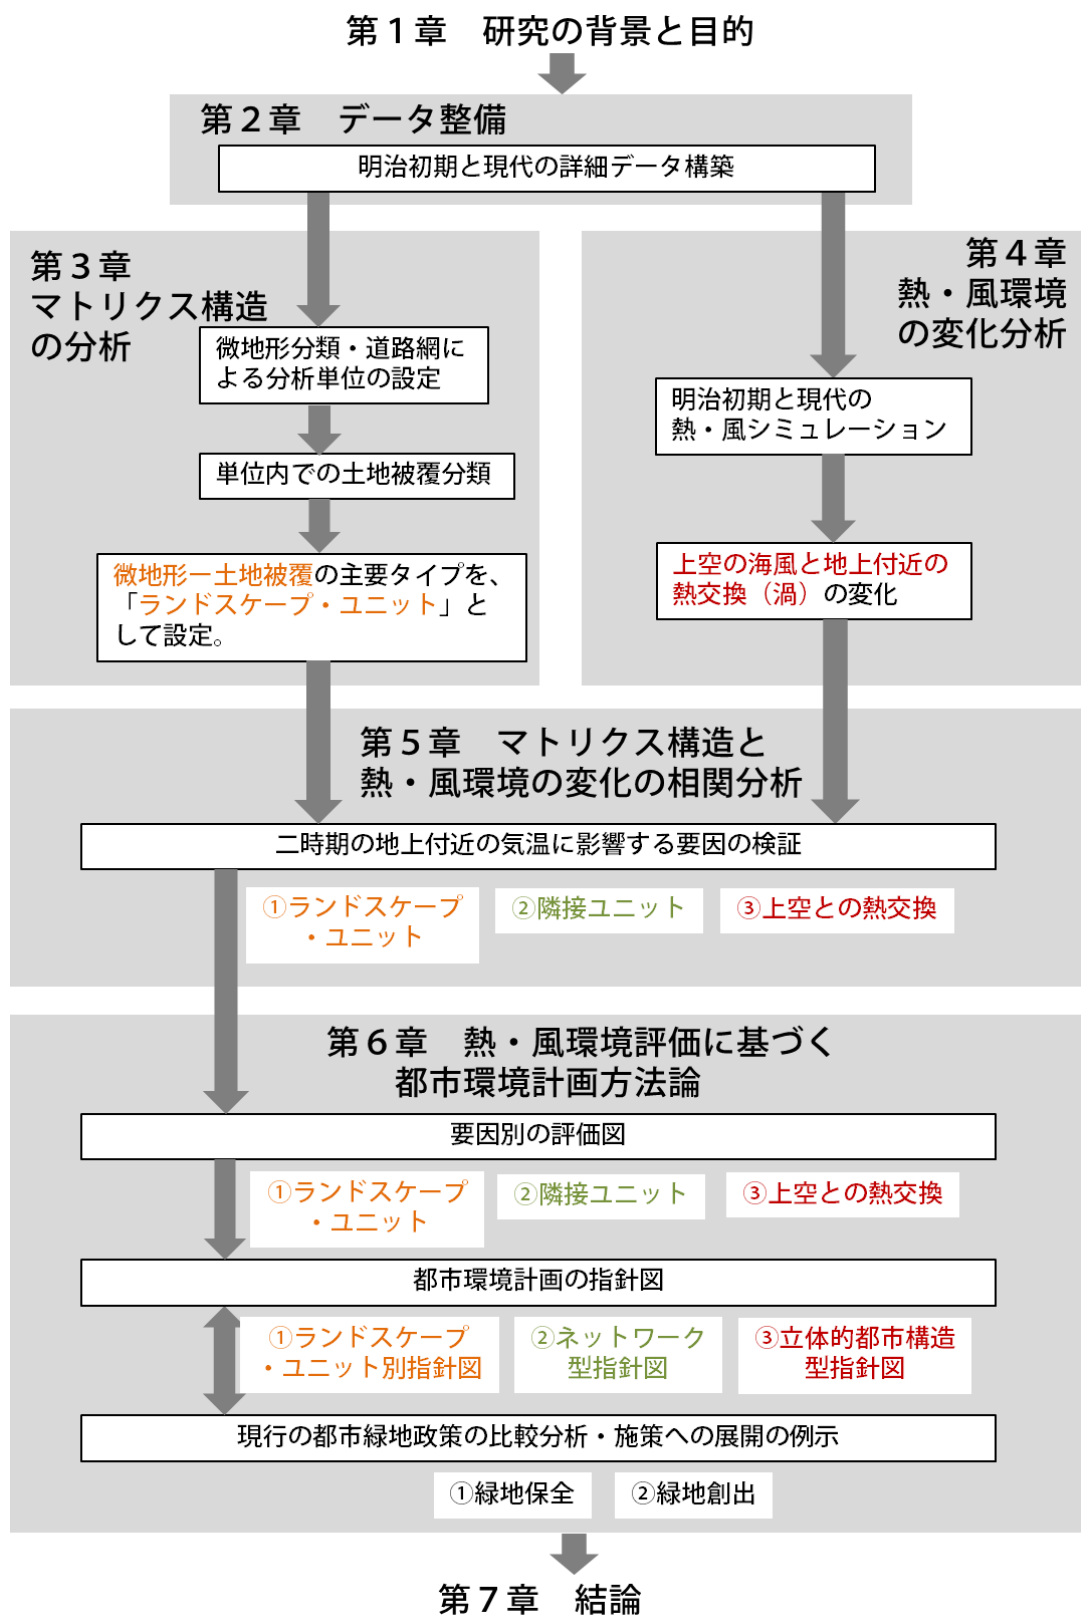 第１章　研究の背景と目的
第２章　データ整備
明治初期と現代の詳細データ構築
第３章
マトリクス構造
の分析
微地形分類・道路網に
よる分析単位の設定
単位内での土地被覆分類
微地形ー土地被覆の主要タイプを、
「ランドスケープ・ユニット」と
して設定。
第４章
熱・風環境
の変化分析
明治初期と現代の
熱・風シミュレーション
上空の海風と地上付近の
熱交換（渦）の変化
第５章　マトリクス構造と
熱・風環境の変化の相関分析
二時期の地上付近の気温に影響する要因の検証
①ランドスケープ
・ユニット
②隣接ユニット
③上空との熱交換
第６章　熱・風環境評価に基づく
都市環境計画方法論
要因別の評価図
①ランドスケープ
・ユニット
②隣接ユニット
③上空との熱交換
都市環境計画の指針図
①ランドスケープ
・ユニット別指針図
②ネットワーク
型指針図
③立体的都市構造
型指針図
現行の都市緑地政策の比較分析・施策への展開の例示
①緑地保全
②緑地創出
第７章　結論